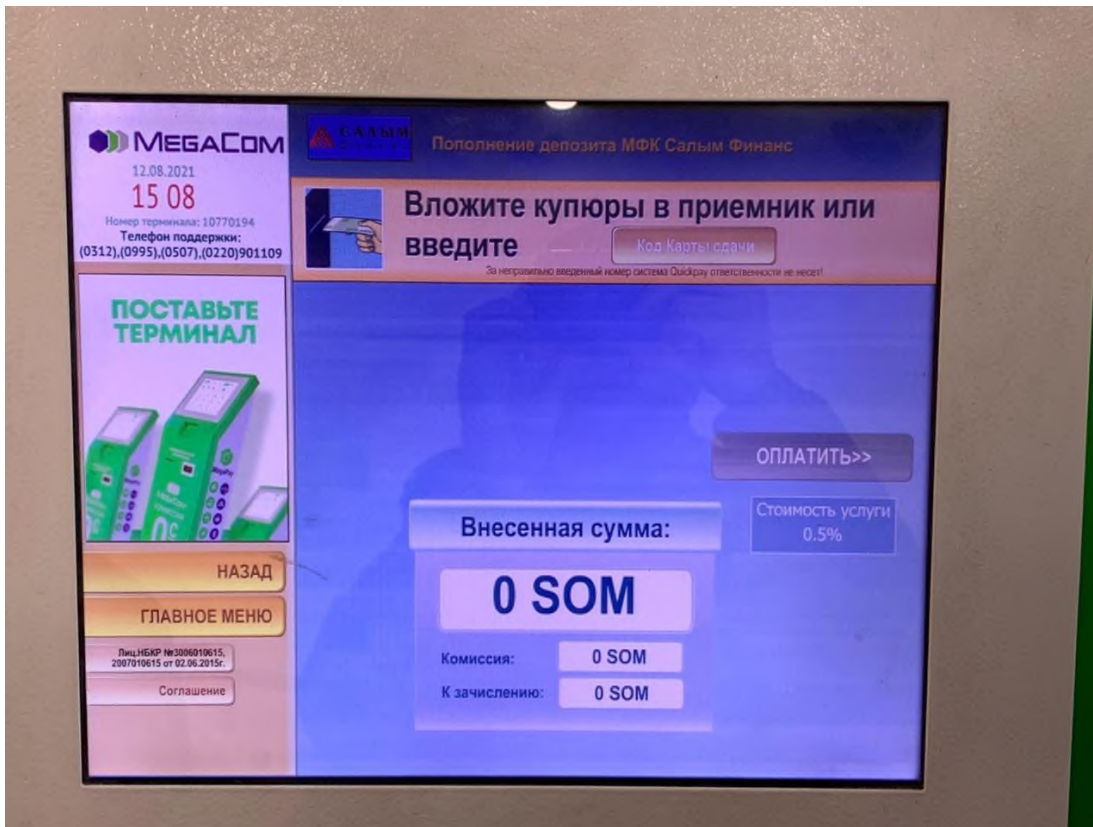 MEGACOM
12.08.2021
15 08
Номер терминала: 10770194
Телефон поддержки:
(0312),(0995),(0507),(0220)901109
САЛЫМ
Пополнение депозита МФК Салым Финанс
Вложите купюры в приемник или
введите
Код Карты сдачи
За неправильно введенный номер система Quickpay ответственности не несет!
ПОСТАВЬТЕ
ТЕРМИНАЛ
ОПЛАТИТЬ>>
Стоимость услуги
0.5%
Внесенная сумма:
0 SOM
Комиссия: 0 SOM
К зачислению: 0 SOM
НАЗАД
ГЛАВНОЕ МЕНЮ
Лиц.НБКР №3006010615,
2007010615 от 02.06.2015г.
Соглашение